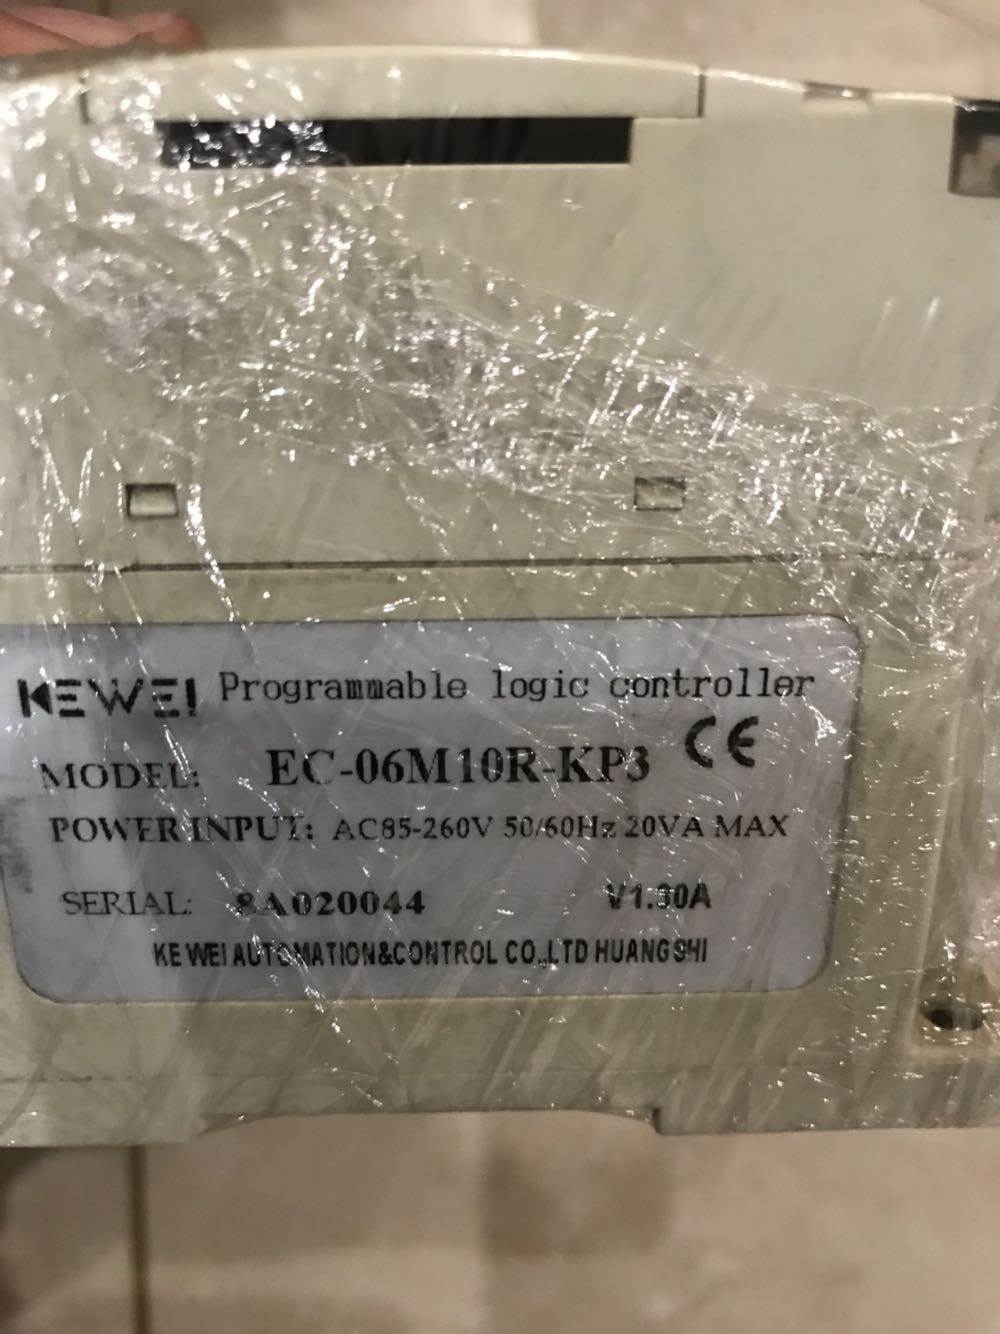 KEWEI Programmable logic controller
CE
MODEL: EC-06M10R-KP3
POWER INPUT: AC85-260V 50/60Hz 20VA MAX
SERIAL: 8A020044 V1.30A
KE WEI AUTOMATION&CONTROL CO.,LTD HUANGSHI